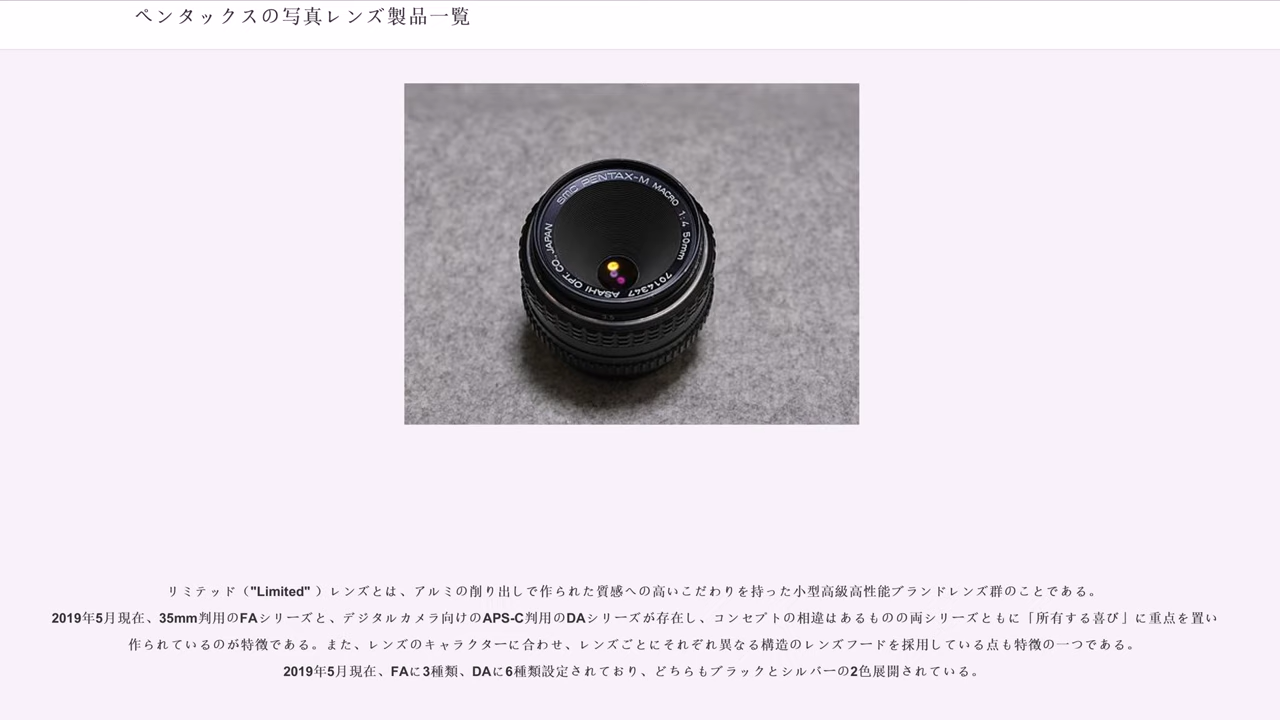 ペンタックスの写真レンズ製品一覧
smc PENTAX-M MACRO 1:4 50mm 7014347 ASAHI OPT. CO., JAPAN
リミテッド（"Limited" ）レンズとは、アルミの削り出しで作られた質感への高いこだわりを持った小型高級高性能ブランドレンズ群のことである。
2019年5月現在、35mm判用のFAシリーズと、デジタルカメラ向けのAPS-C判用のDAシリーズが存在し、コンセプトの相違はあるものの両シリーズともに「所有する喜び」に重点を置い
作られているのが特徴である。また、レンズのキャラクターに合わせ、レンズごとにそれぞれ異なる構造のレンズフードを採用している点も特徴の一つである。
2019年5月現在、FAに3種類、DAに6種類設定されており、どちらもブラックとシルバーの2色展開されている。